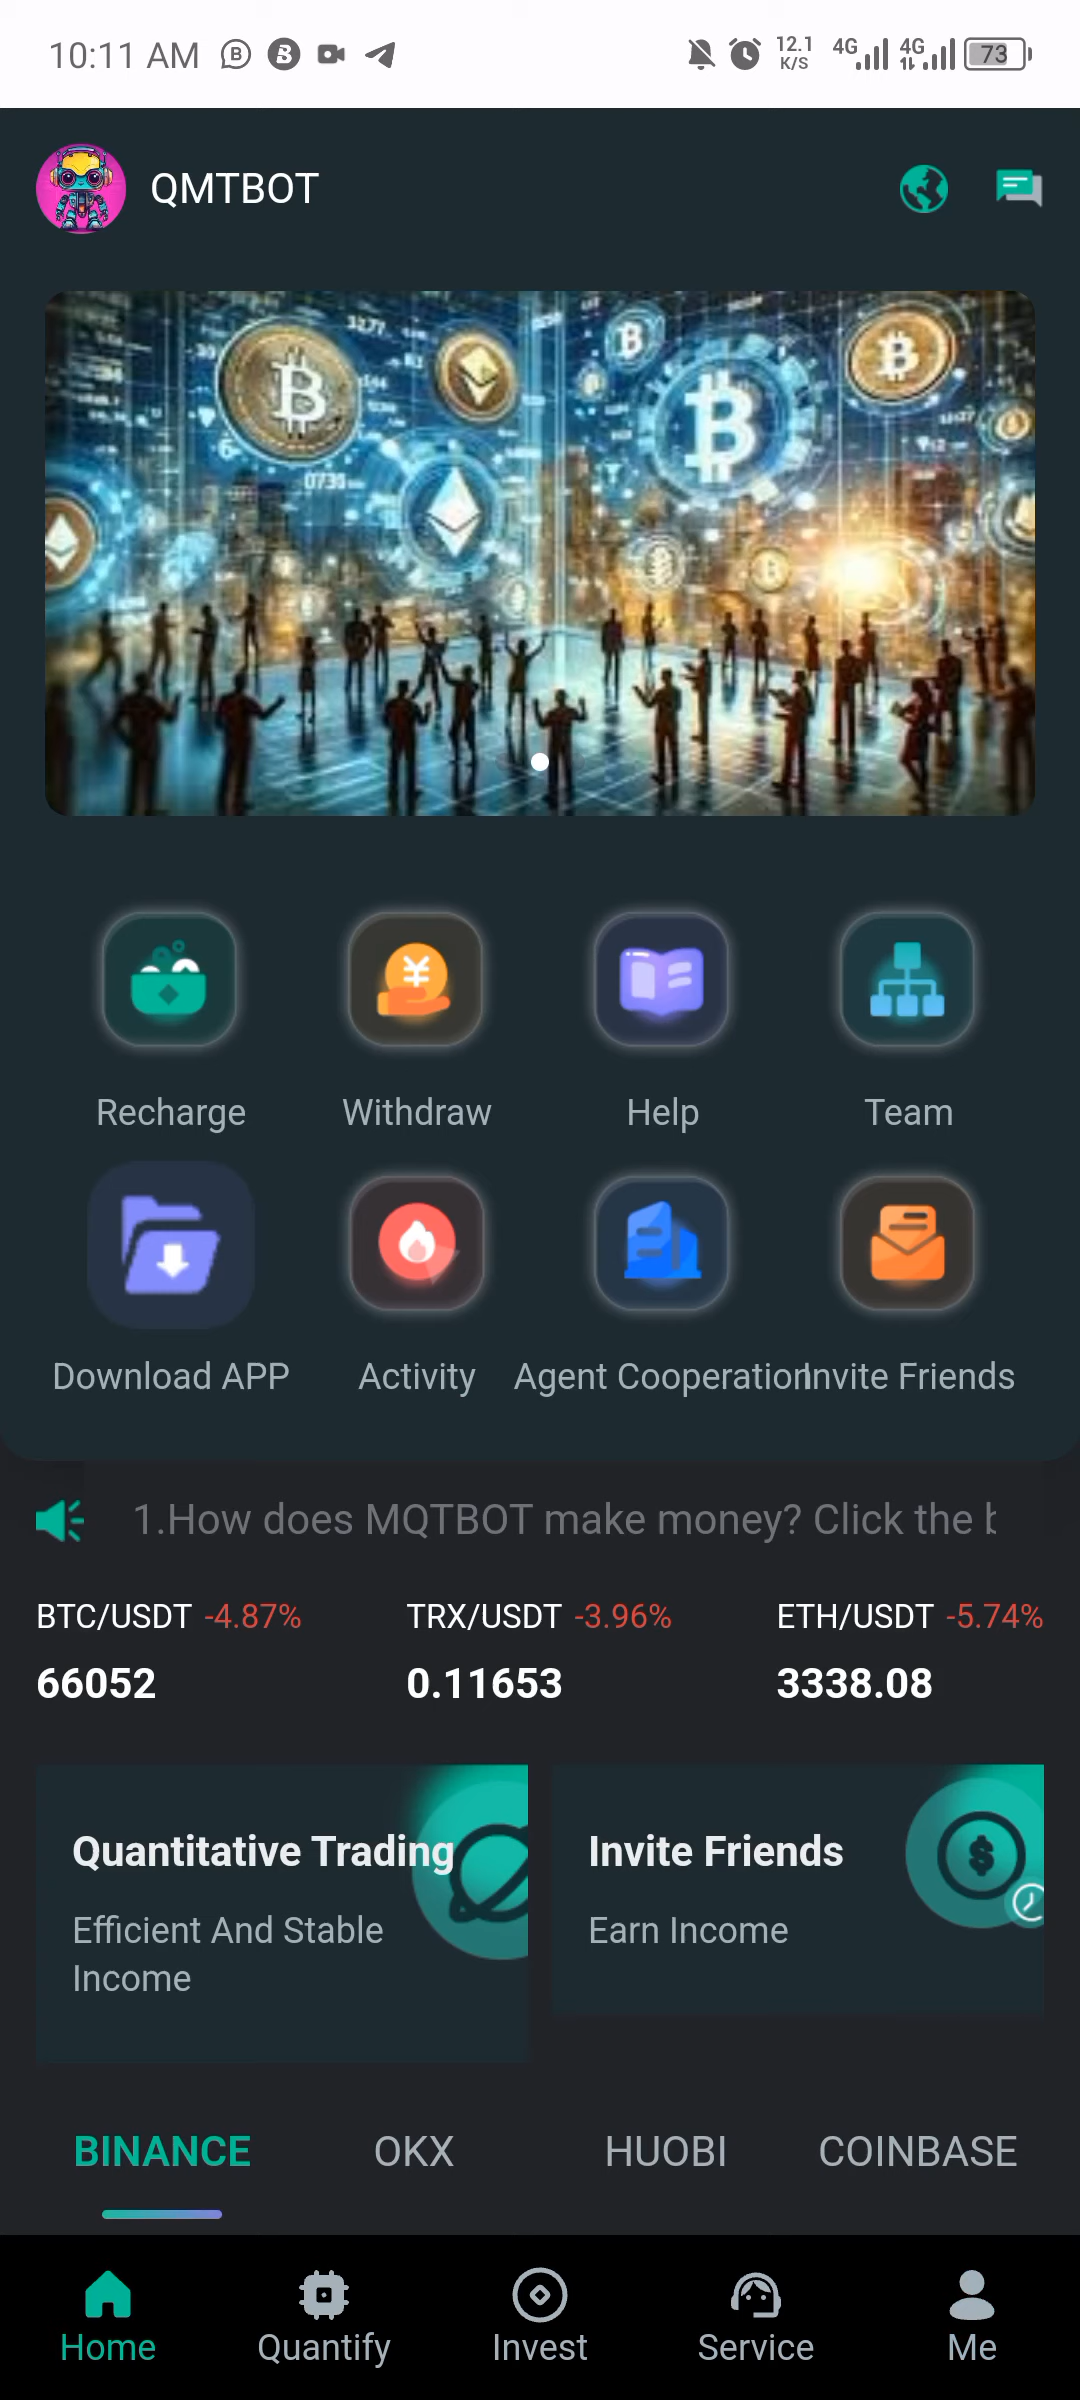 10:11 AM
12.1
K/S
4G
4G
73
QMTBOT
Recharge
Withdraw
Help
Team
Download APP
Activity
Agent Cooperation
Invite Friends
1.How does MQTBOT make money? Click the
BTC/USDT -4.87%
TRX/USDT -3.96%
ETH/USDT -5.74%
66052
0.11653
3338.08
Quantitative Trading
Efficient And Stable
Income
Invite Friends
Earn Income
BINANCE
OKX
HUOBI
COINBASE
Home
Quantify
Invest
Service
Me